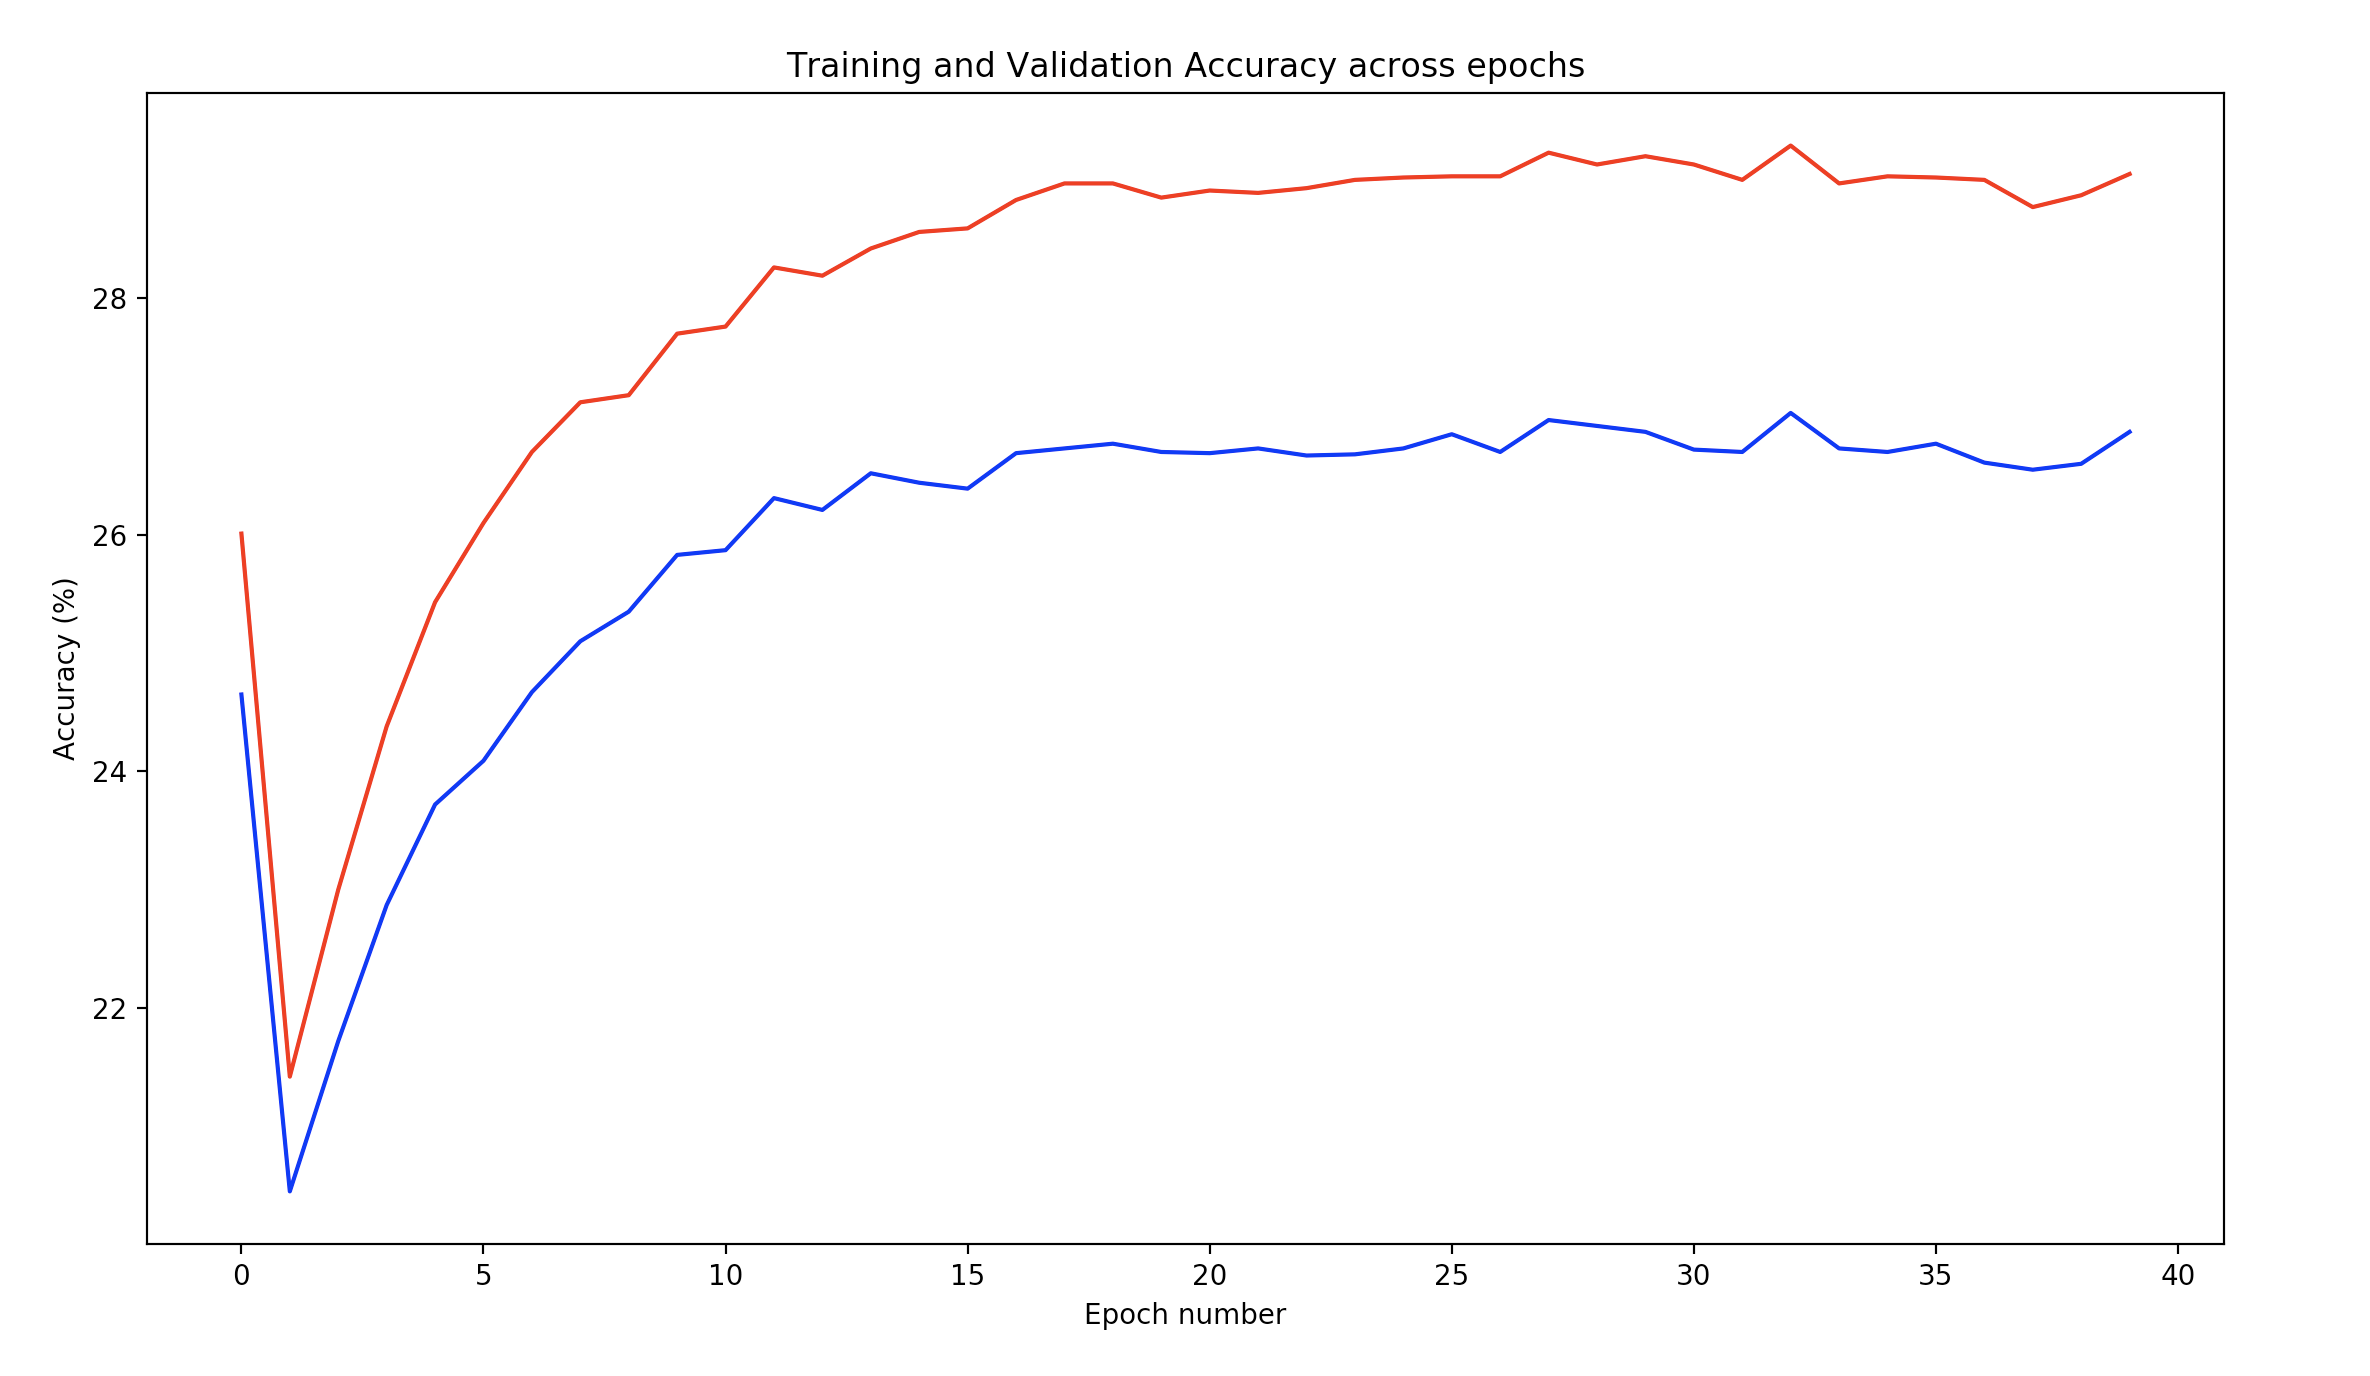 Training and Validation Accuracy across epochs
Accuracy (%)
28
26
24
22
0 5 10 15 20 25 30 35 40
Epoch number